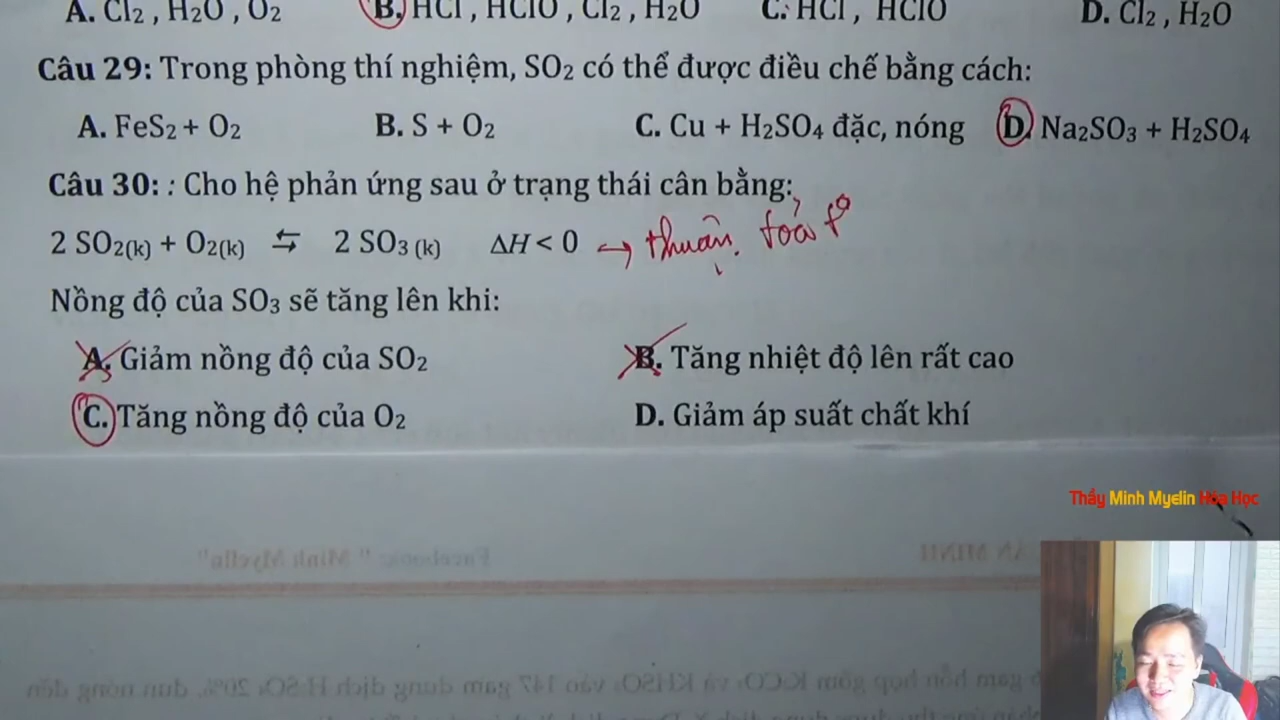 A. Cl₂ , H₂O , O₂ B. HCl , HClO , Cl₂ , H₂O C. HCl , HClO D. Cl₂ , H₂O
Câu 29: Trong phòng thí nghiệm, SO₂ có thể được điều chế bằng cách:
A. FeS₂ + O₂ B. S + O₂ C. Cu + H₂SO₄ đặc, nóng D. Na₂SO₃ + H₂SO₄
Câu 30: : Cho hệ phản ứng sau ở trạng thái cân bằng:
2 SO₂(k) + O₂(k) ⇆ 2 SO₃ (k) ΔH < 0 → thuận. tỏa t°
Nồng độ của SO₃ sẽ tăng lên khi:
A. Giảm nồng độ của SO₂ B. Tăng nhiệt độ lên rất cao
C. Tăng nồng độ của O₂ D. Giảm áp suất chất khí
Thầy Minh Myelin Hóa Học
Facebook: " Minh Myelin"